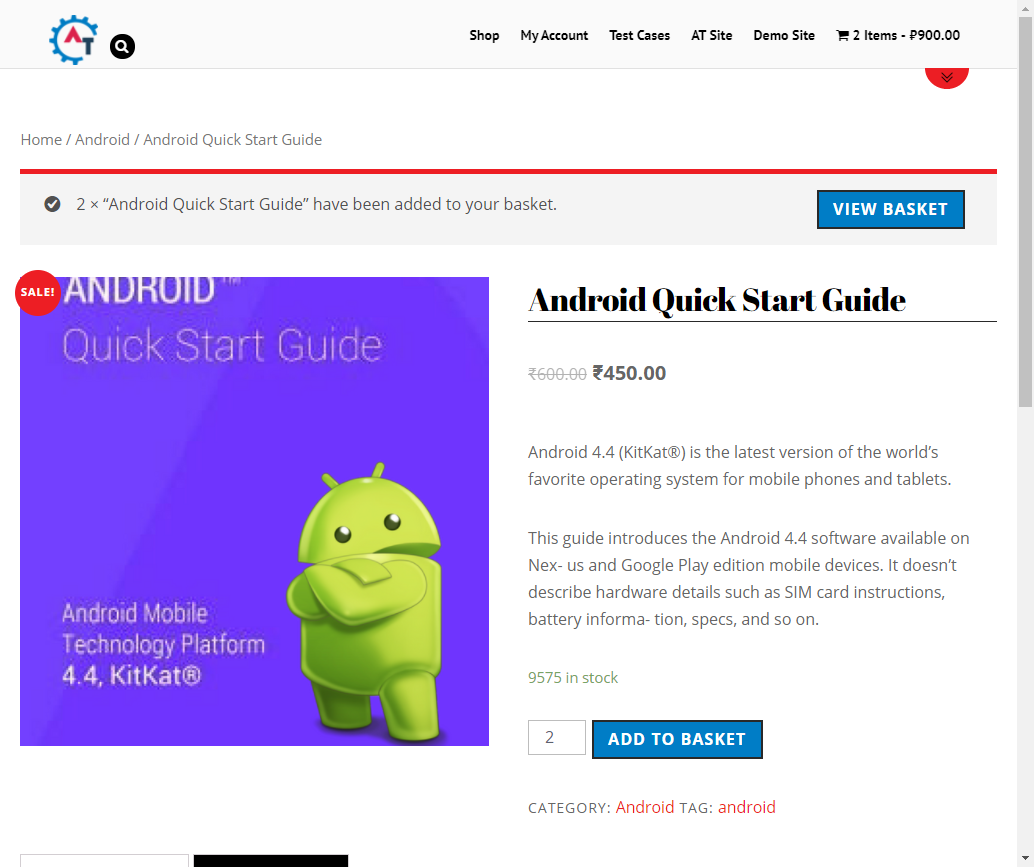 AT
Shop My Account Test Cases AT Site Demo Site 2 Items - ₽900.00
Home / Android / Android Quick Start Guide
2 × “Android Quick Start Guide” have been added to your basket.
VIEW BASKET
SALE!
ANDROID™
Quick Start Guide
Android Mobile
Technology Platform
4.4, KitKat®
Android Quick Start Guide
₹600.00 ₹450.00
Android 4.4 (KitKat®) is the latest version of the world’s
favorite operating system for mobile phones and tablets.
This guide introduces the Android 4.4 software available on
Nex- us and Google Play edition mobile devices. It doesn’t
describe hardware details such as SIM card instructions,
battery informa- tion, specs, and so on.
9575 in stock
2
ADD TO BASKET
CATEGORY: Android TAG: android